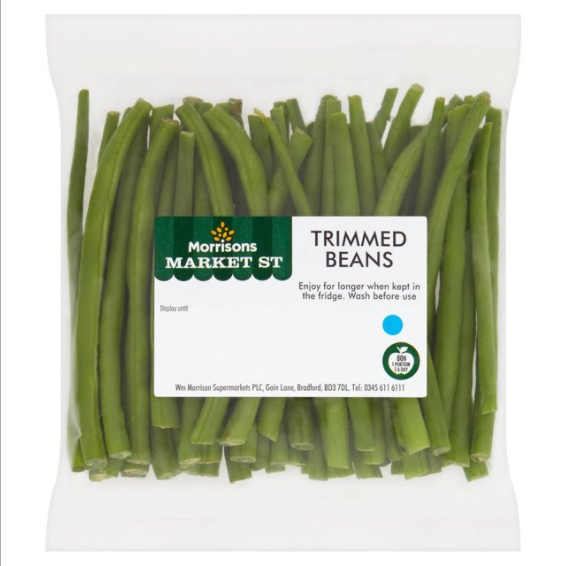 Morrisons
MARKET ST
TRIMMED
BEANS
Enjoy for longer when kept in
the fridge. Wash before use
Display until
80g
1 PORTION
5 A DAY
Wm Morrison Supermarkets PLC, Gain Lane, Bradford, BD3 7DL. Tel: 0345 611 6111